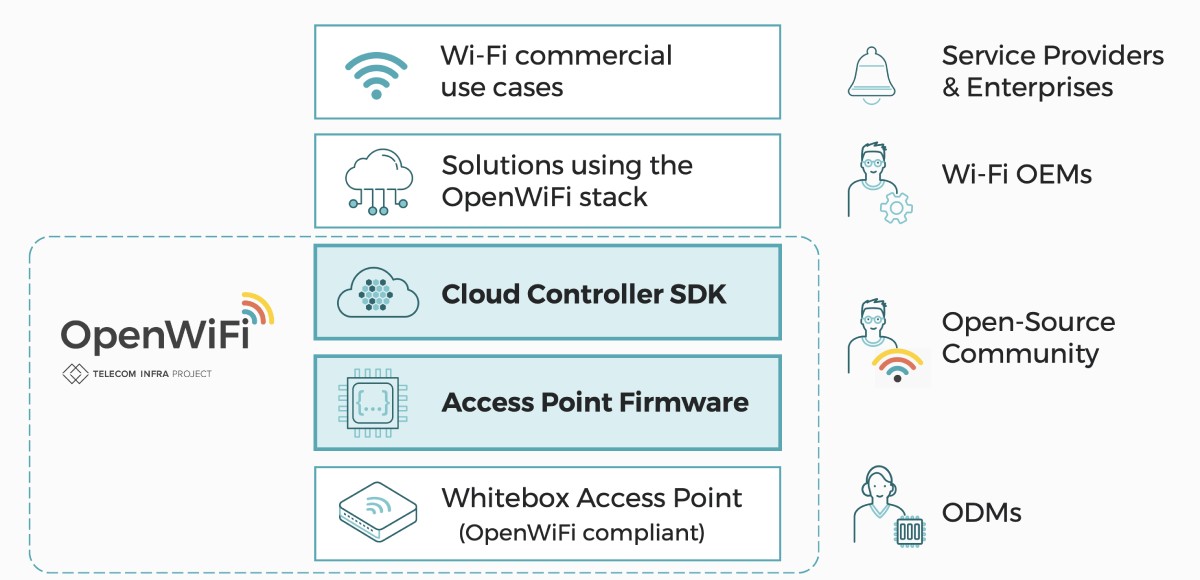 Wi-Fi commercial
use cases
Service Providers
& Enterprises
Solutions using the
OpenWiFi stack
Wi-Fi OEMs
OpenWiFi
TELECOM INFRA PROJECT
Cloud Controller SDK
{...}
Access Point Firmware
Open-Source
Community
Whitebox Access Point
(OpenWiFi compliant)
ODMs